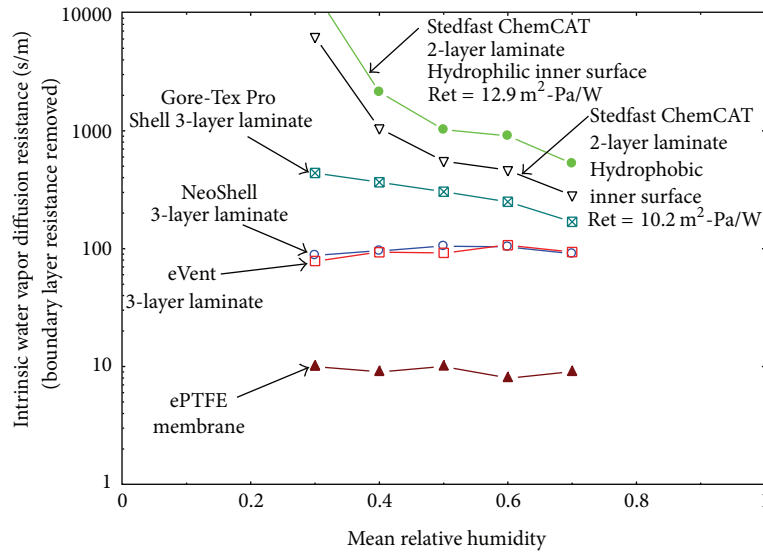 Intrinsic water vapor diffusion resistance (s/m)
(boundary layer resistance removed)
10000
1000
100
10
1
Stedfast ChemCAT
2-layer laminate
Hydrophilic inner surface
Ret = 12.9 m²-Pa/W
Gore-Tex Pro
Shell 3-layer laminate
Stedfast ChemCAT
2-layer laminate
Hydrophobic
inner surface
Ret = 10.2 m²-Pa/W
NeoShell
3-layer laminate
eVent
3-layer laminate
ePTFE
membrane
0
0.2
0.4
0.6
0.8
Mean relative humidity